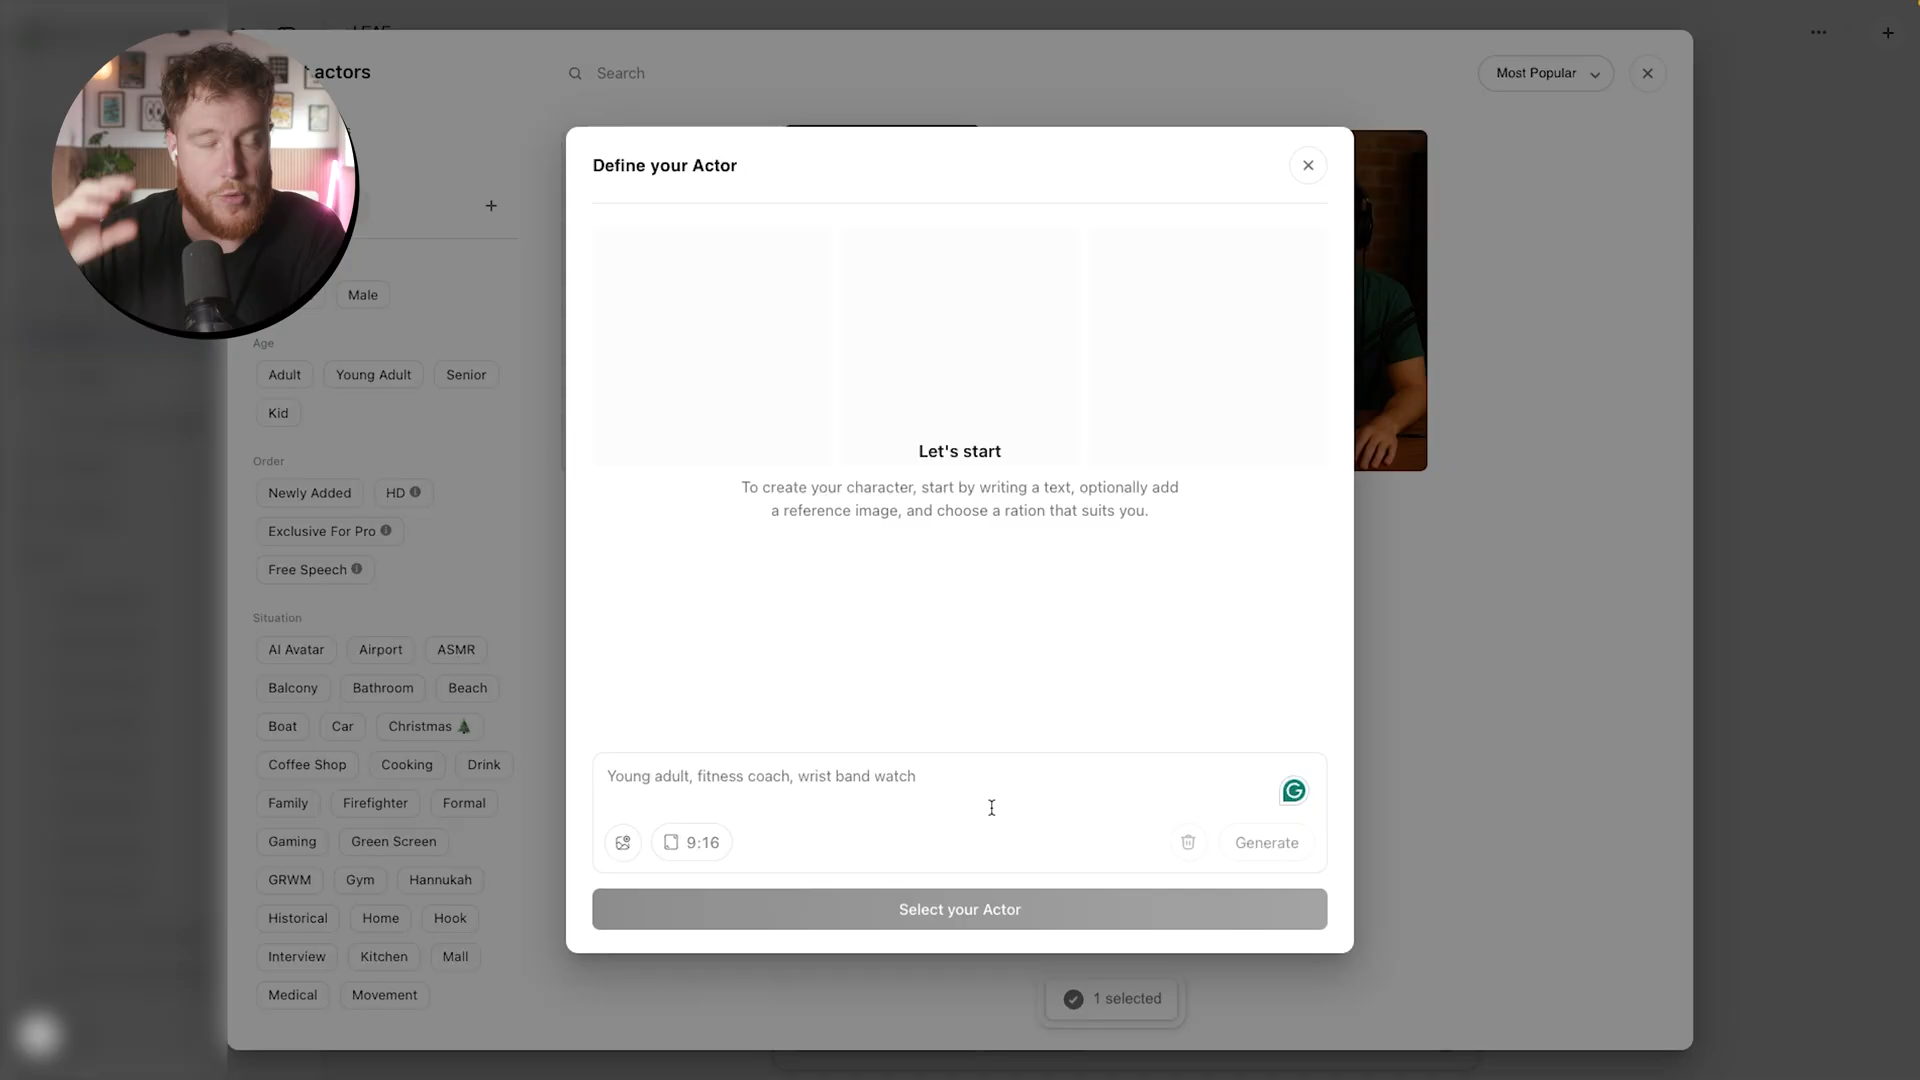 actors
Search
Most Popular
Define your Actor
Male
Age
Adult
Young Adult
Senior
Kid
Order
Newly Added
HD
Exclusive For Pro
Free Speech
Situation
AI Avatar
Airport
ASMR
Balcony
Bathroom
Beach
Boat
Car
Christmas 🎄
Coffee Shop
Cooking
Drink
Family
Firefighter
Formal
Gaming
Green Screen
GRWM
Gym
Hannukah
Historical
Home
Hook
Interview
Kitchen
Mall
Medical
Movement
Let's start
To create your character, start by writing a text, optionally add
a reference image, and choose a ration that suits you.
Young adult, fitness coach, wrist band watch
9:16
Generate
Select your Actor
1 selected